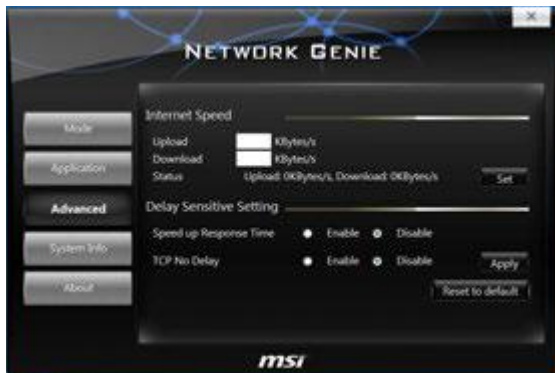 NETWORK GENIE
Mode
Application
Advanced
System Info
About
Internet Speed
Upload KBytes/s
Download KBytes/s
Status Upload: 0KBytes/s, Download: 0KBytes/s Set
Delay Sensitive Setting
Speed up Response Time Enable Disable
TCP No Delay Enable Disable Apply
Reset to default
msi